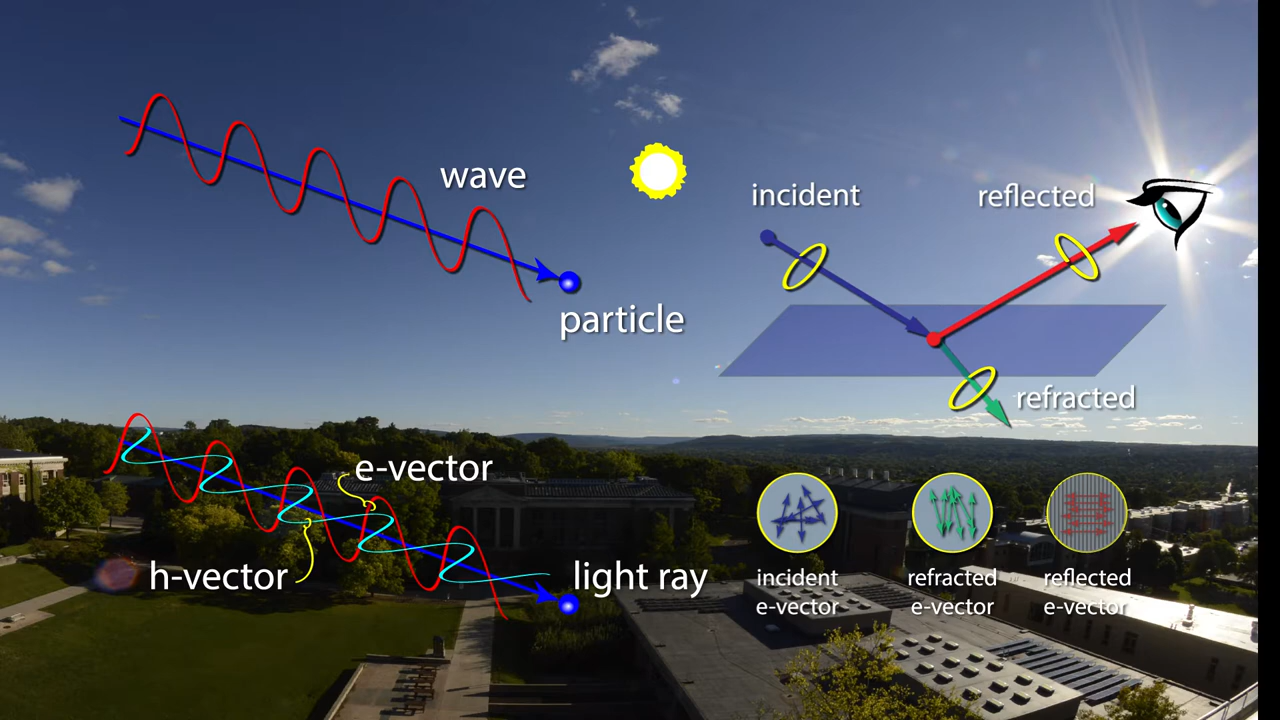 wave
particle
incident
reflected
refracted
e-vector
h-vector
light ray
incident
e-vector
refracted
e-vector
reflected
e-vector